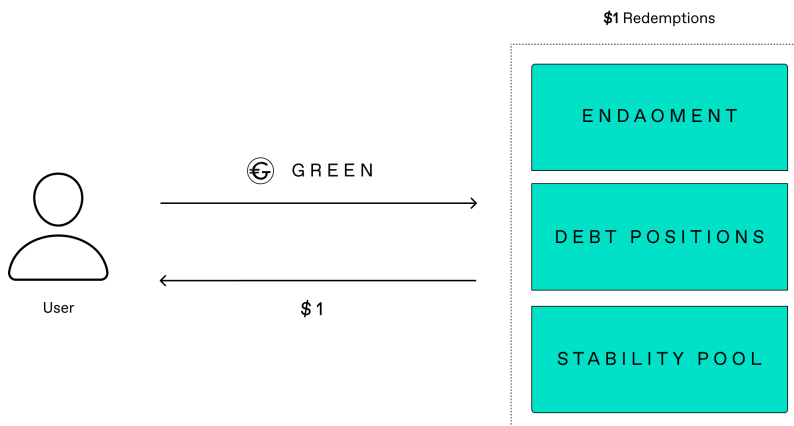 $1 Redemptions
ENDAOMENT
GREEN
DEBT POSITIONS
User
$1
STABILITY POOL